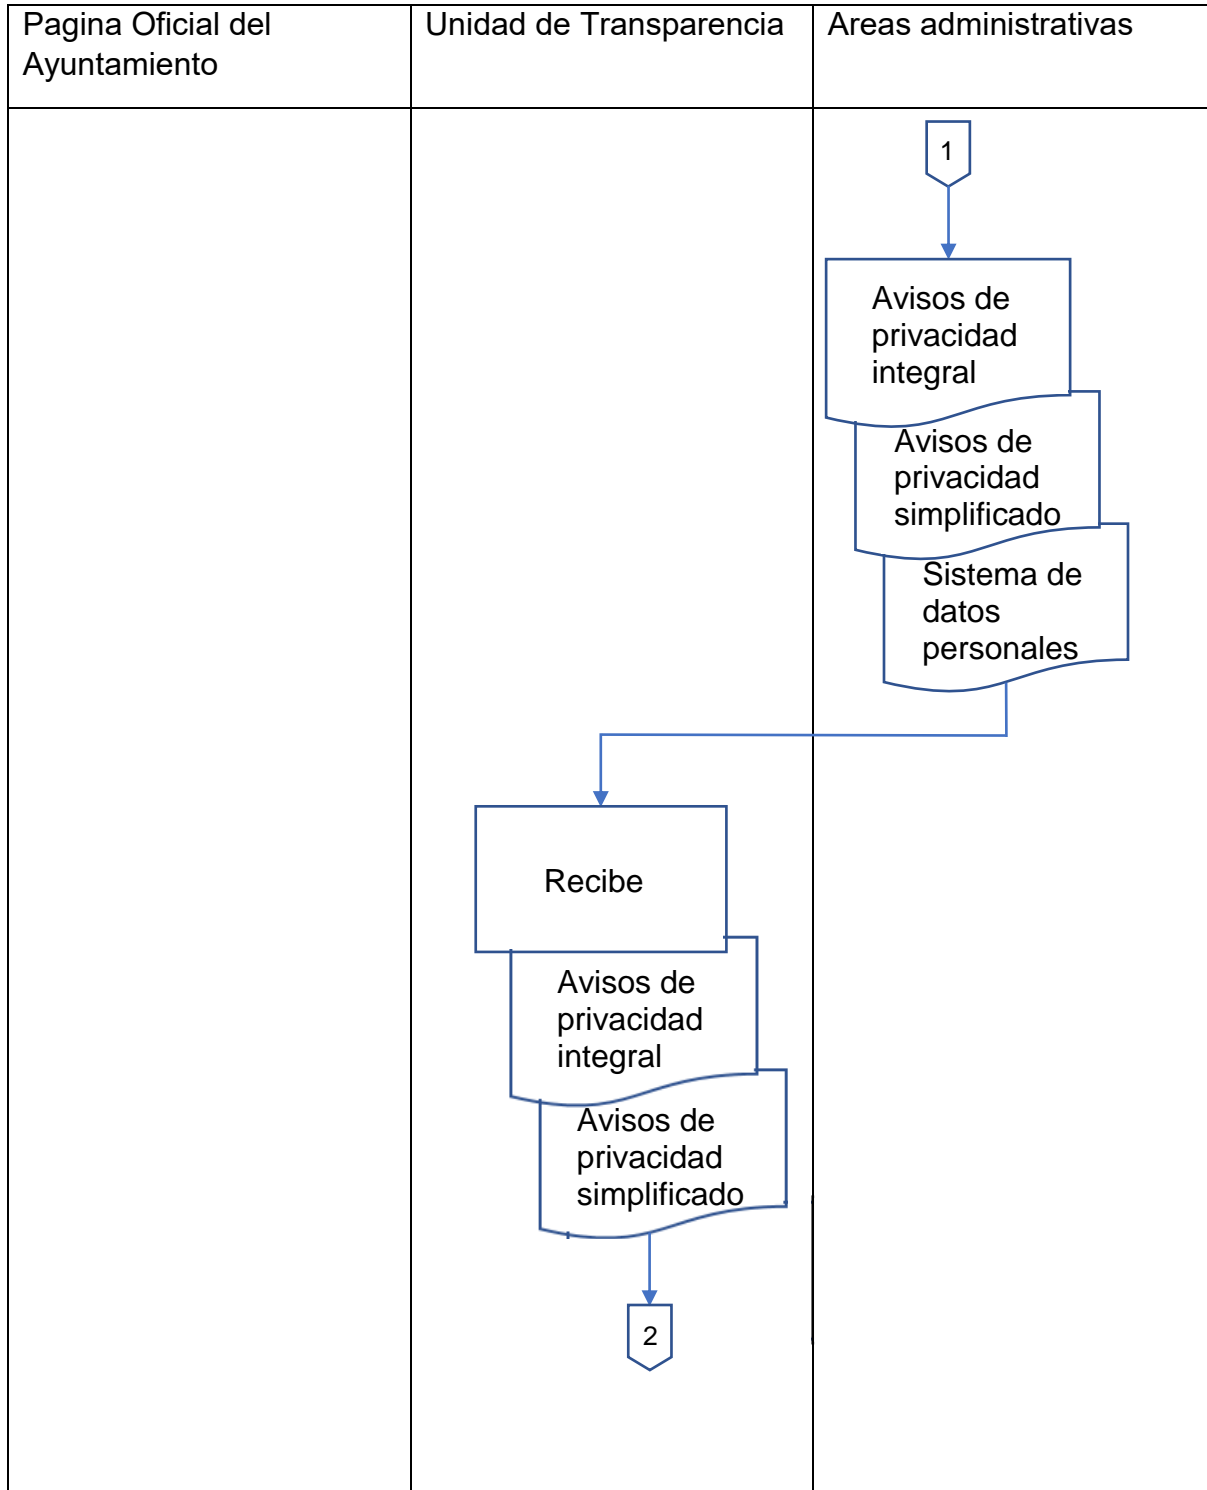 Pagina Oficial del
Ayuntamiento
Unidad de Transparencia
Areas administrativas
1
Avisos de
privacidad
integral
Avisos de
privacidad
simplificado
Sistema de
datos
personales
Recibe
Avisos de
privacidad
integral
Avisos de
privacidad
simplificado
2